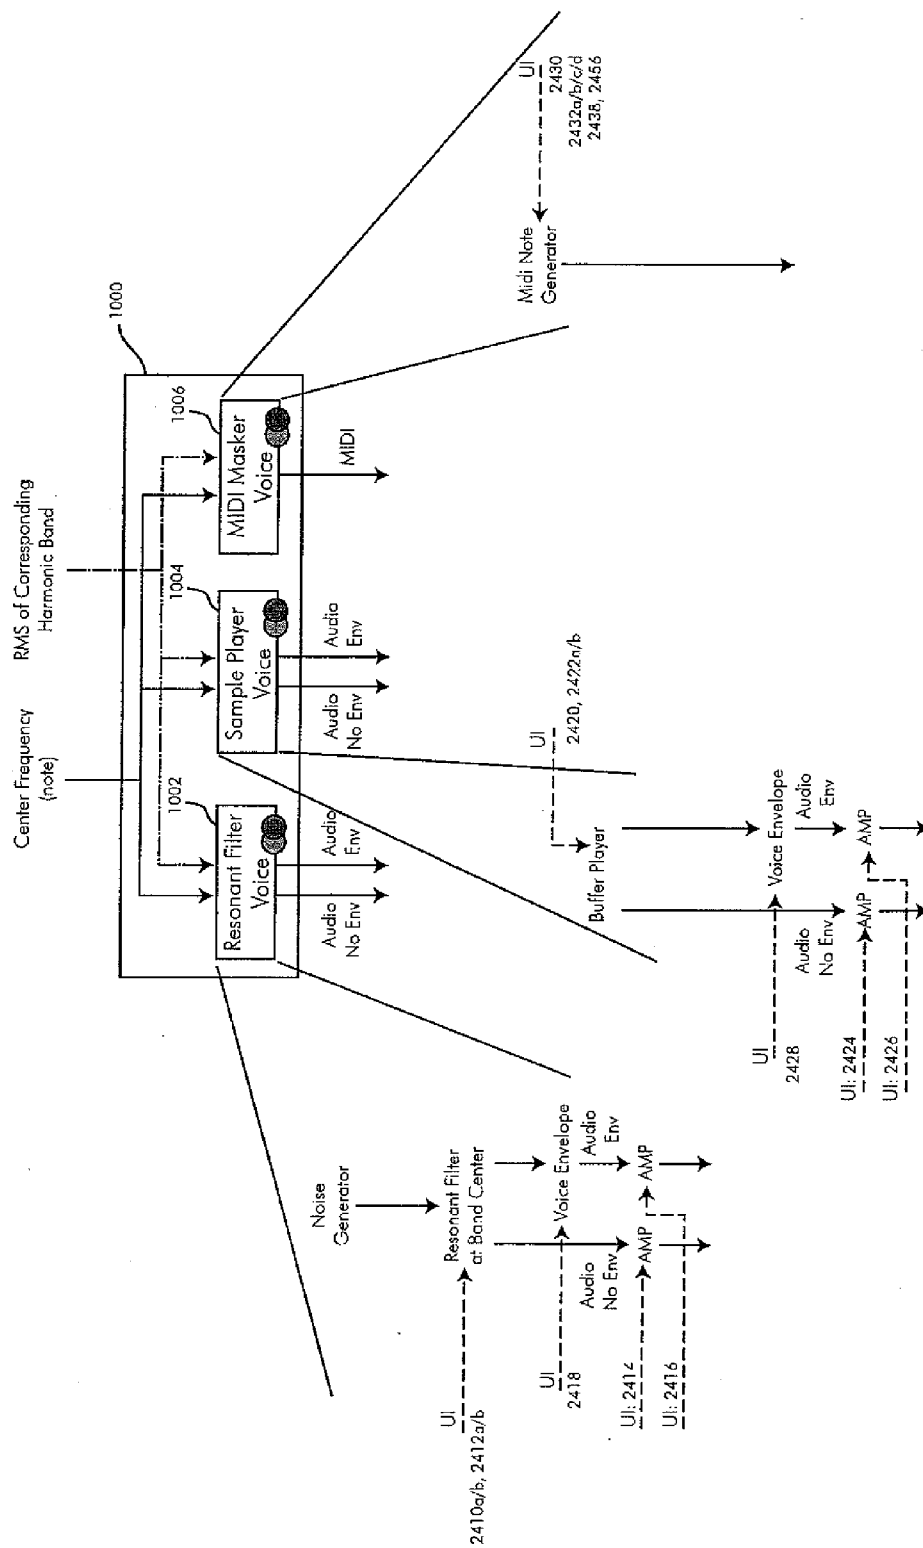 RMS of Corresponding
Harmonic Band
Center Frequency
(note)
1000
1002
1004
1006
Resonant Filter
Voice
Sample Player
Voice
MIDI Masker
Voice
Audio
No Env
Audio
Env
Audio
No Env
Audio
Env
MIDI
Noise
Generator
UI
2410a/b, 2412a/b
Resonant Filter
at Band Center
UI
2418
Voice Envelope
Audio
No Env
Audio
Env
UI: 2414
AMP
AMP
UI: 2416
UI
2420, 2422a/b
Buffer Player
UI
2428
Voice Envelope
Audio
No Env
Audio
Env
UI: 2424
AMP
AMP
UI: 2426
Midi Note
Generator
UI
2430
2432a/b/c/d
2438, 2456